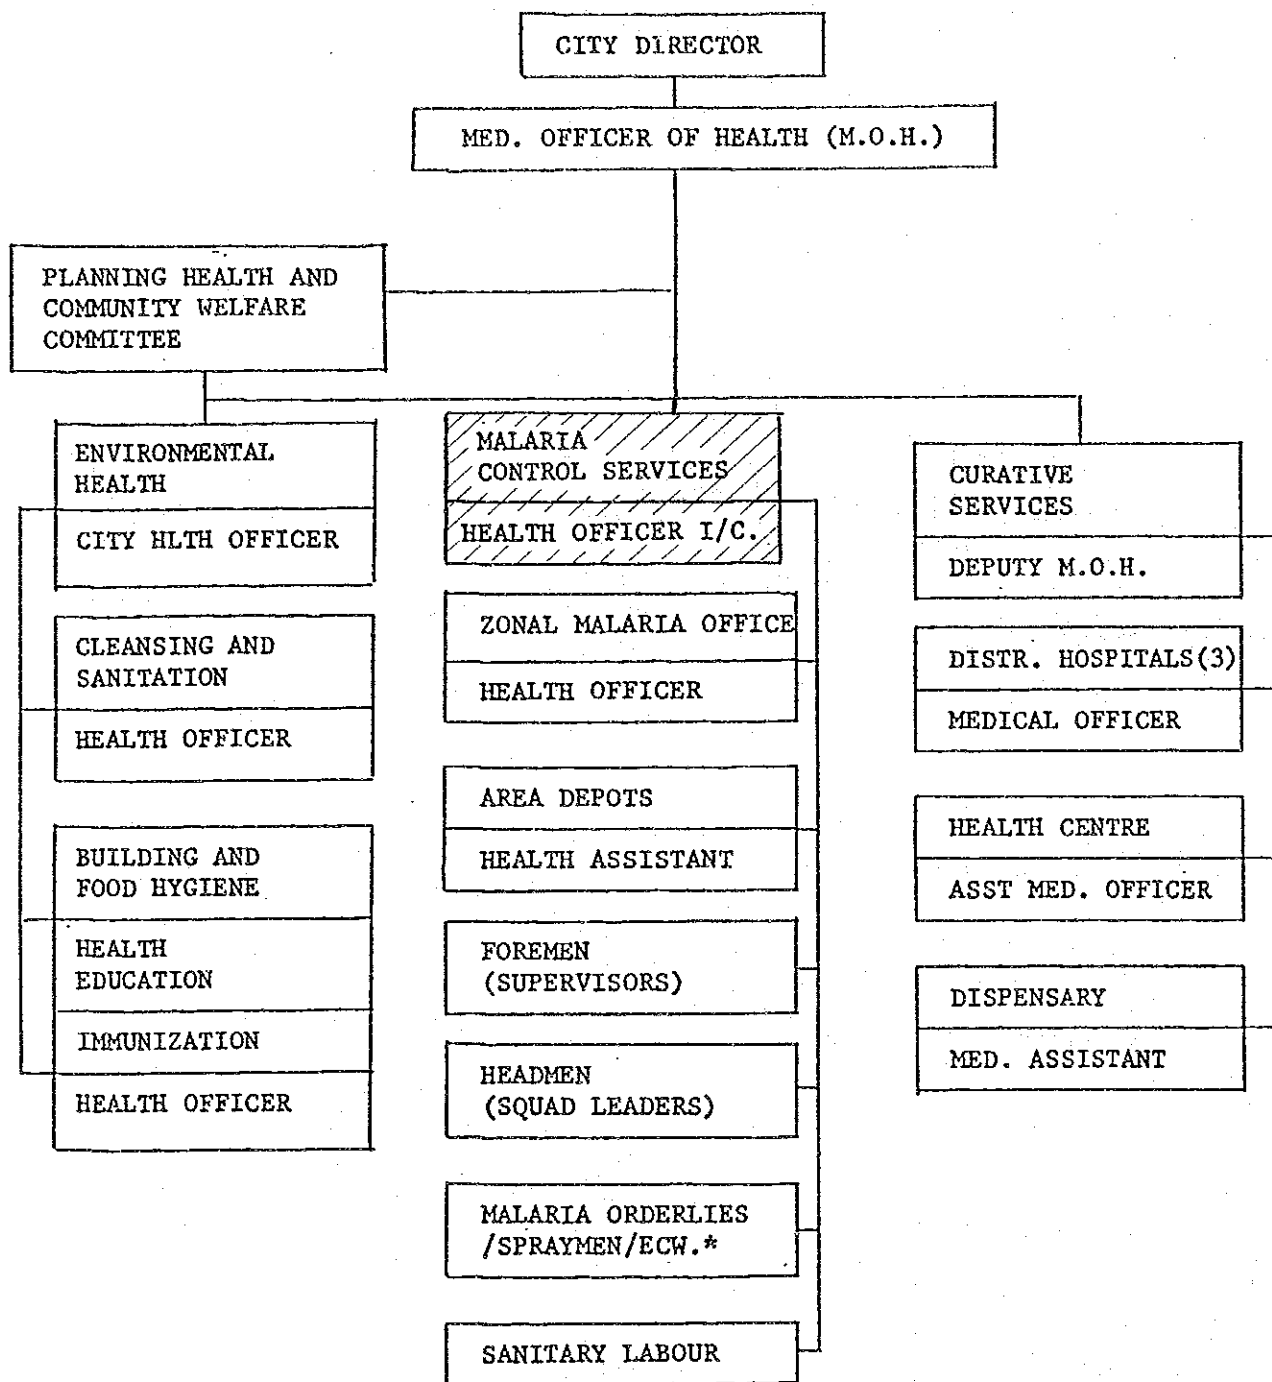 CITY DIRECTOR
MED. OFFICER OF HEALTH (M.O.H.)
PLANNING HEALTH AND
COMMUNITY WELFARE
COMMITTEE
ENVIRONMENTAL
HEALTH
CITY HLTH OFFICER
CLEANSING AND
SANITATION
HEALTH OFFICER
BUILDING AND
FOOD HYGIENE
HEALTH
EDUCATION
IMMUNIZATION
HEALTH OFFICER
MALARIA
CONTROL SERVICES
HEALTH OFFICER I/C.
ZONAL MALARIA OFFICE
HEALTH OFFICER
AREA DEPOTS
HEALTH ASSISTANT
FOREMEN
(SUPERVISORS)
HEADMEN
(SQUAD LEADERS)
MALARIA ORDERLIES
/SPRAYMEN/ECW.*
SANITARY LABOUR
CURATIVE
SERVICES
DEPUTY M.O.H.
DISTR. HOSPITALS(3)
MEDICAL OFFICER
HEALTH CENTRE
ASST MED. OFFICER
DISPENSARY
MED. ASSISTANT